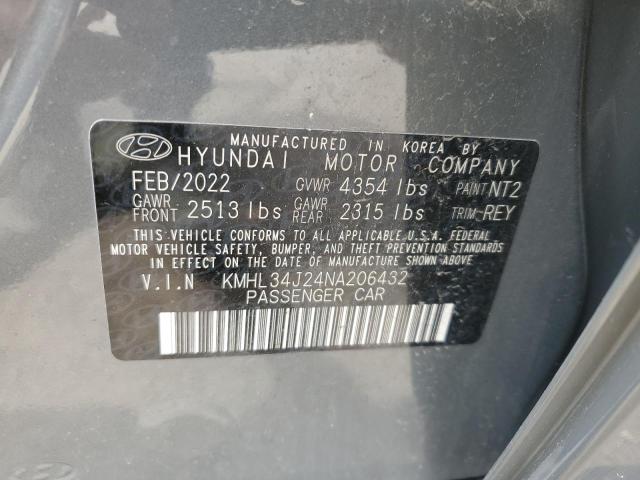 MANUFACTURED IN KOREA BY
HYUNDAI MOTOR COMPANY
FEB/2022 GVWR 4354 lbs PAINT NT2
GAWR FRONT 2513 lbs GAWR REAR 2315 lbs TRIM REY
THIS VEHICLE CONFORMS TO ALL APPLICABLE U.S.A. FEDERAL
MOTOR VEHICLE SAFETY, BUMPER, AND THEFT PREVENTION STANDARDS
IN EFFECT ON THE DATE OF MANUFACTURE SHOWN ABOVE
V.I.N KMHL34J24NA206432
PASSENGER CAR